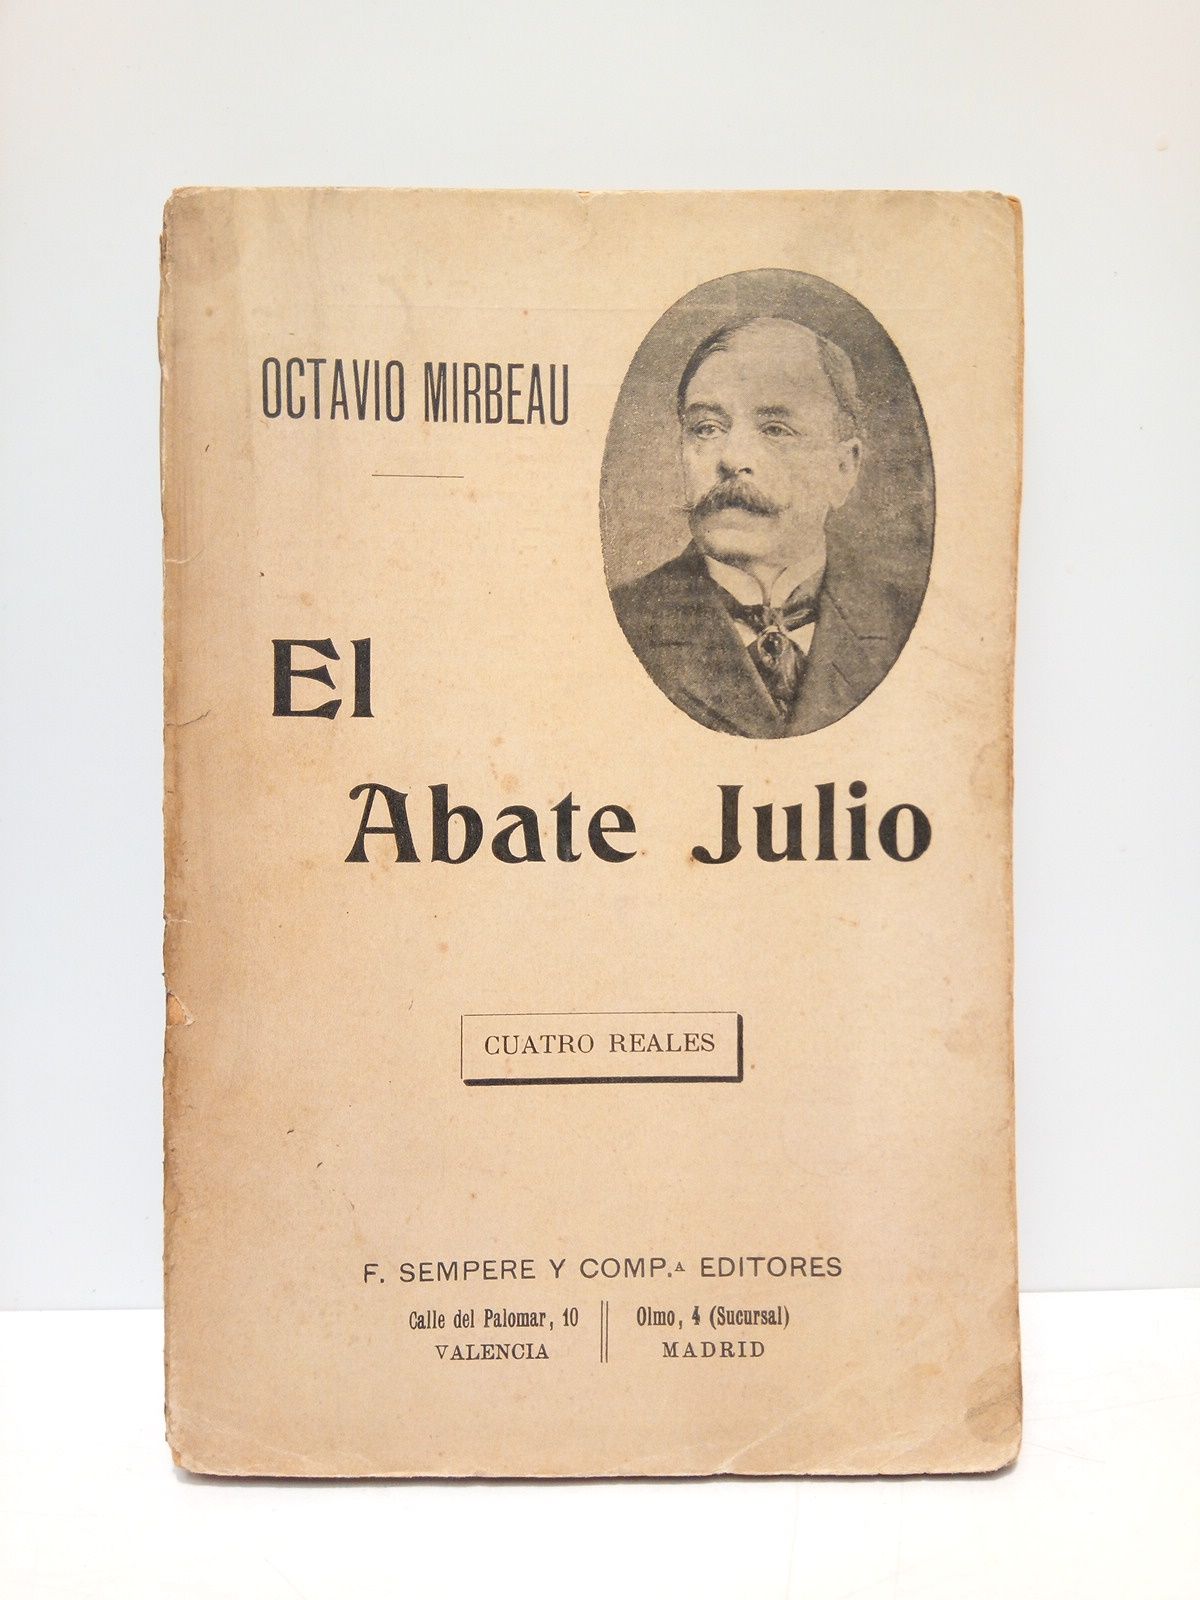 OCTAVIO MIRBEAU
El
Abate Julio
CUATRO REALES
F. SEMPERE Y COMP.ᴬ EDITORES
Calle del Palomar, 10
VALENCIA
Olmo, 4 (Sucursal)
MADRID